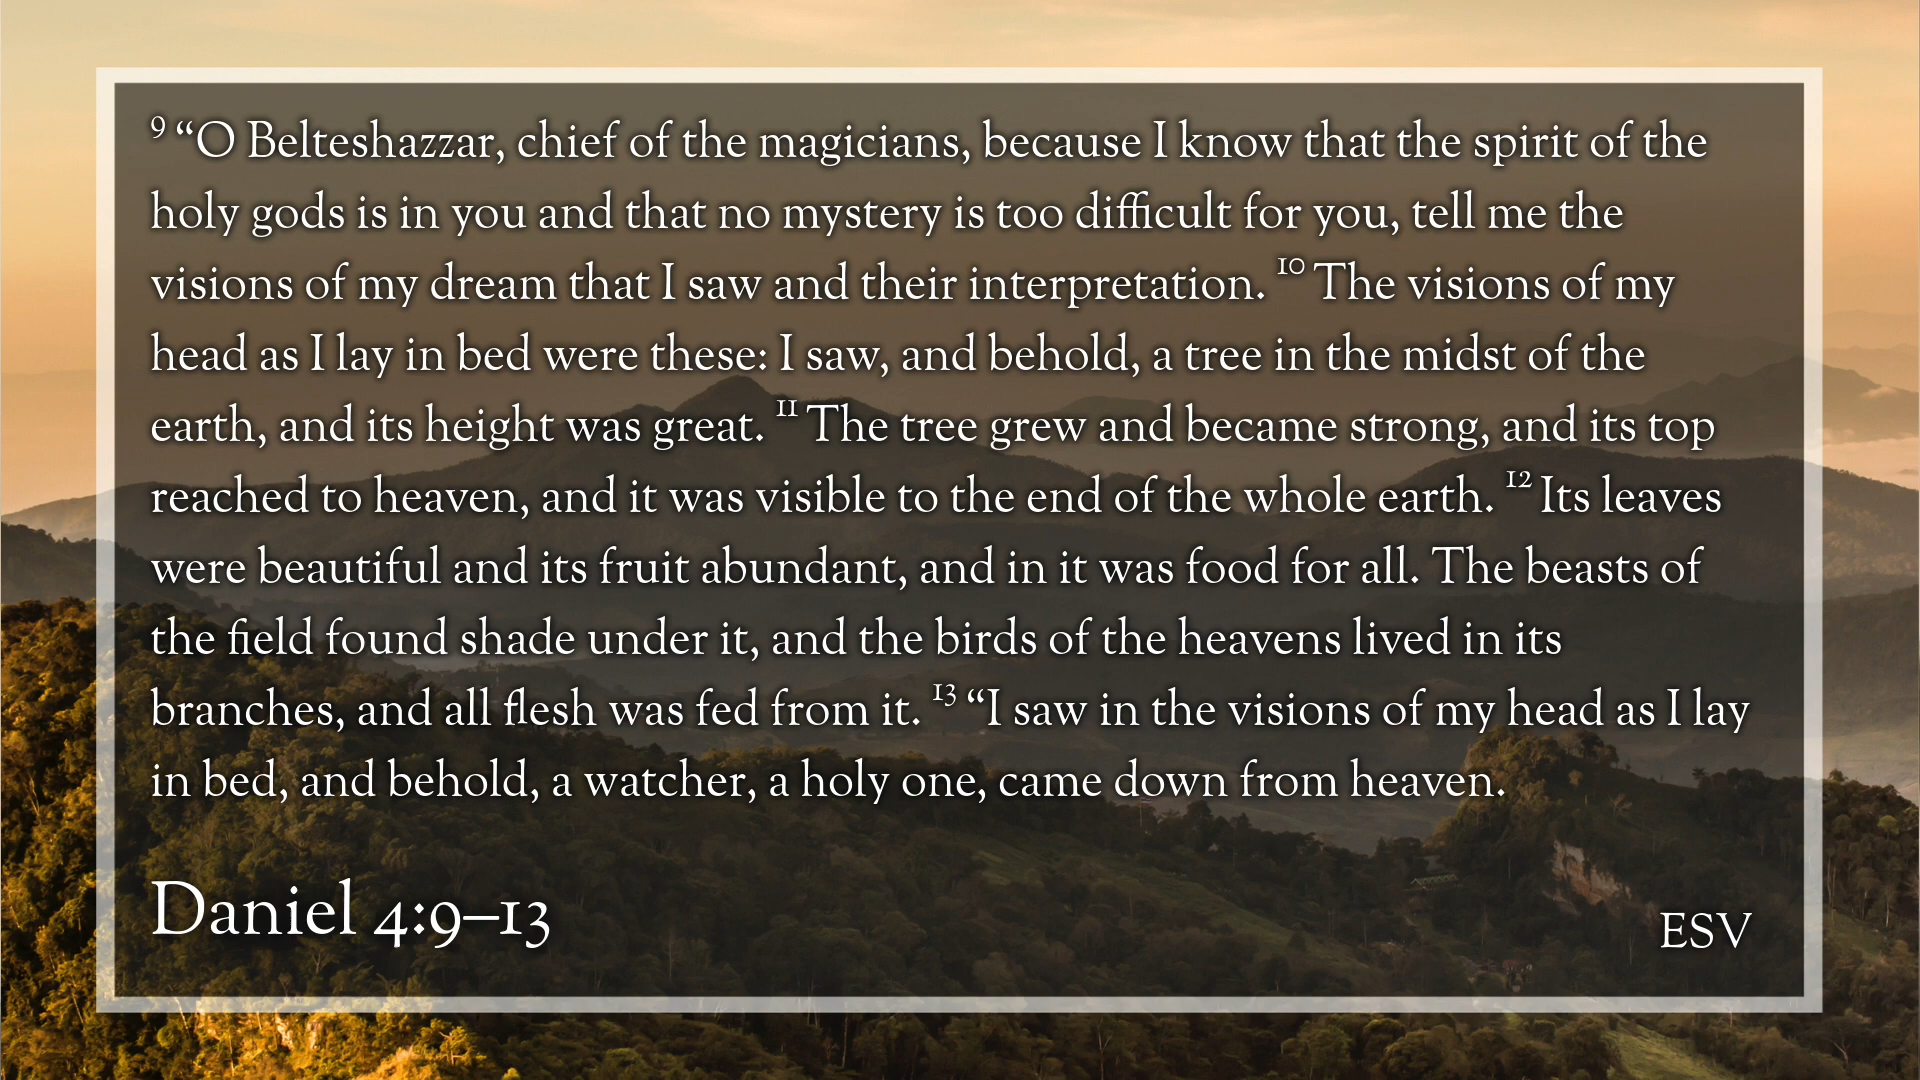 9 “O Belteshazzar, chief of the magicians, because I know that the spirit of the
holy gods is in you and that no mystery is too difficult for you, tell me the
visions of my dream that I saw and their interpretation. 10 The visions of my
head as I lay in bed were these: I saw, and behold, a tree in the midst of the
earth, and its height was great. 11 The tree grew and became strong, and its top
reached to heaven, and it was visible to the end of the whole earth. 12 Its leaves
were beautiful and its fruit abundant, and in it was food for all. The beasts of
the field found shade under it, and the birds of the heavens lived in its
branches, and all flesh was fed from it. 13 “I saw in the visions of my head as I lay
in bed, and behold, a watcher, a holy one, came down from heaven.
Daniel 4:9–13
ESV